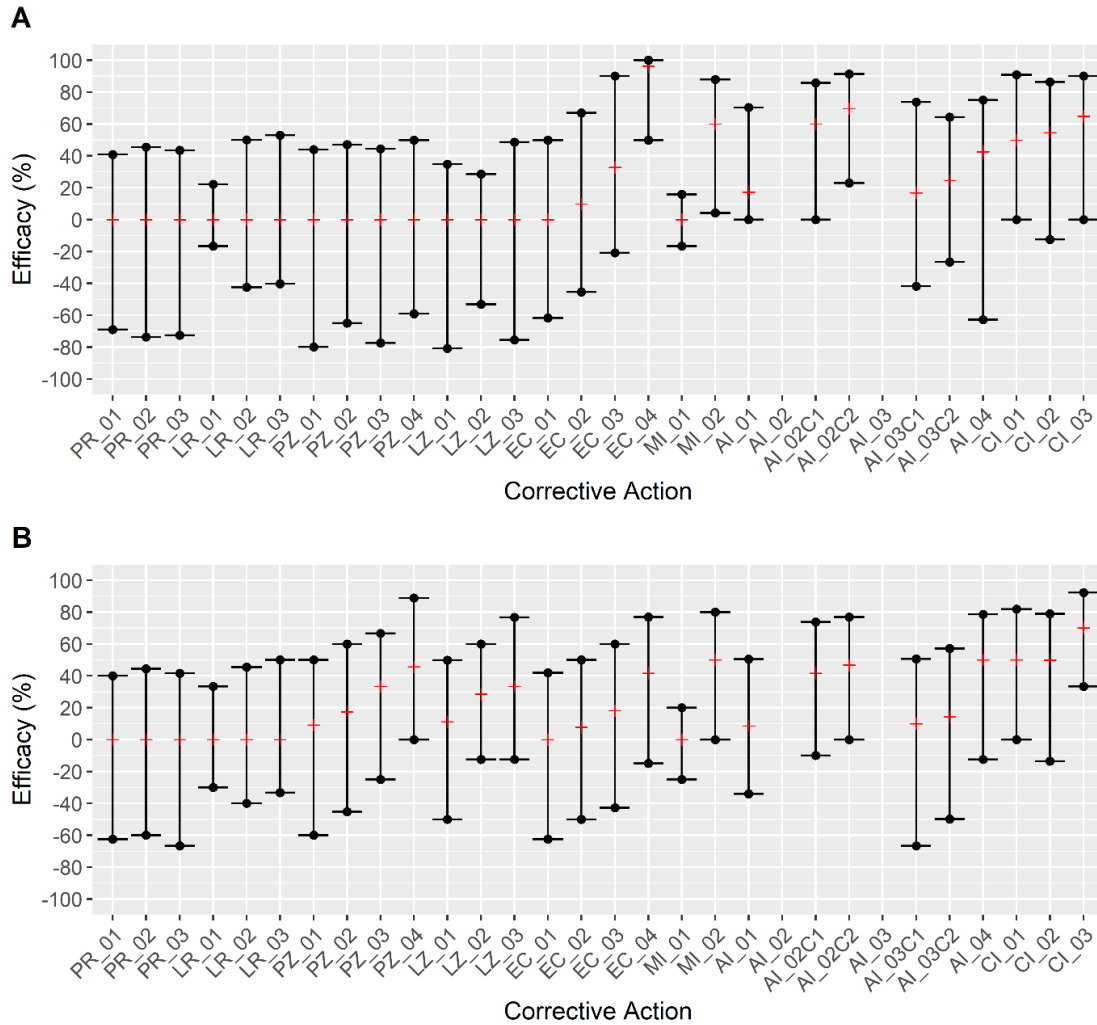 A
Efficacy (%)
100
80
60
40
20
0
-20
-40
-60
-80
-100
PR_01 PR_02 PR_03 LR_01 LR_02 LR_03 PZ_01 PZ_02 PZ_03 PZ_04 LZ_01 LZ_02 LZ_03 EC_01 EC_02 EC_03 EC_04 MI_01 MI_02 AI_01 AI_02 AI_02C1 AI_02C2 AI_03 AI_03C1 AI_03C2 AI_04 CI_01 CI_02 CI_03
Corrective Action
B
Efficacy (%)
100
80
60
40
20
0
-20
-40
-60
-80
-100
PR_01 PR_02 PR_03 LR_01 LR_02 LR_03 PZ_01 PZ_02 PZ_03 PZ_04 LZ_01 LZ_02 LZ_03 EC_01 EC_02 EC_03 EC_04 MI_01 MI_02 AI_01 AI_02 AI_02C1 AI_02C2 AI_03 AI_03C1 AI_03C2 AI_04 CI_01 CI_02 CI_03
Corrective Action